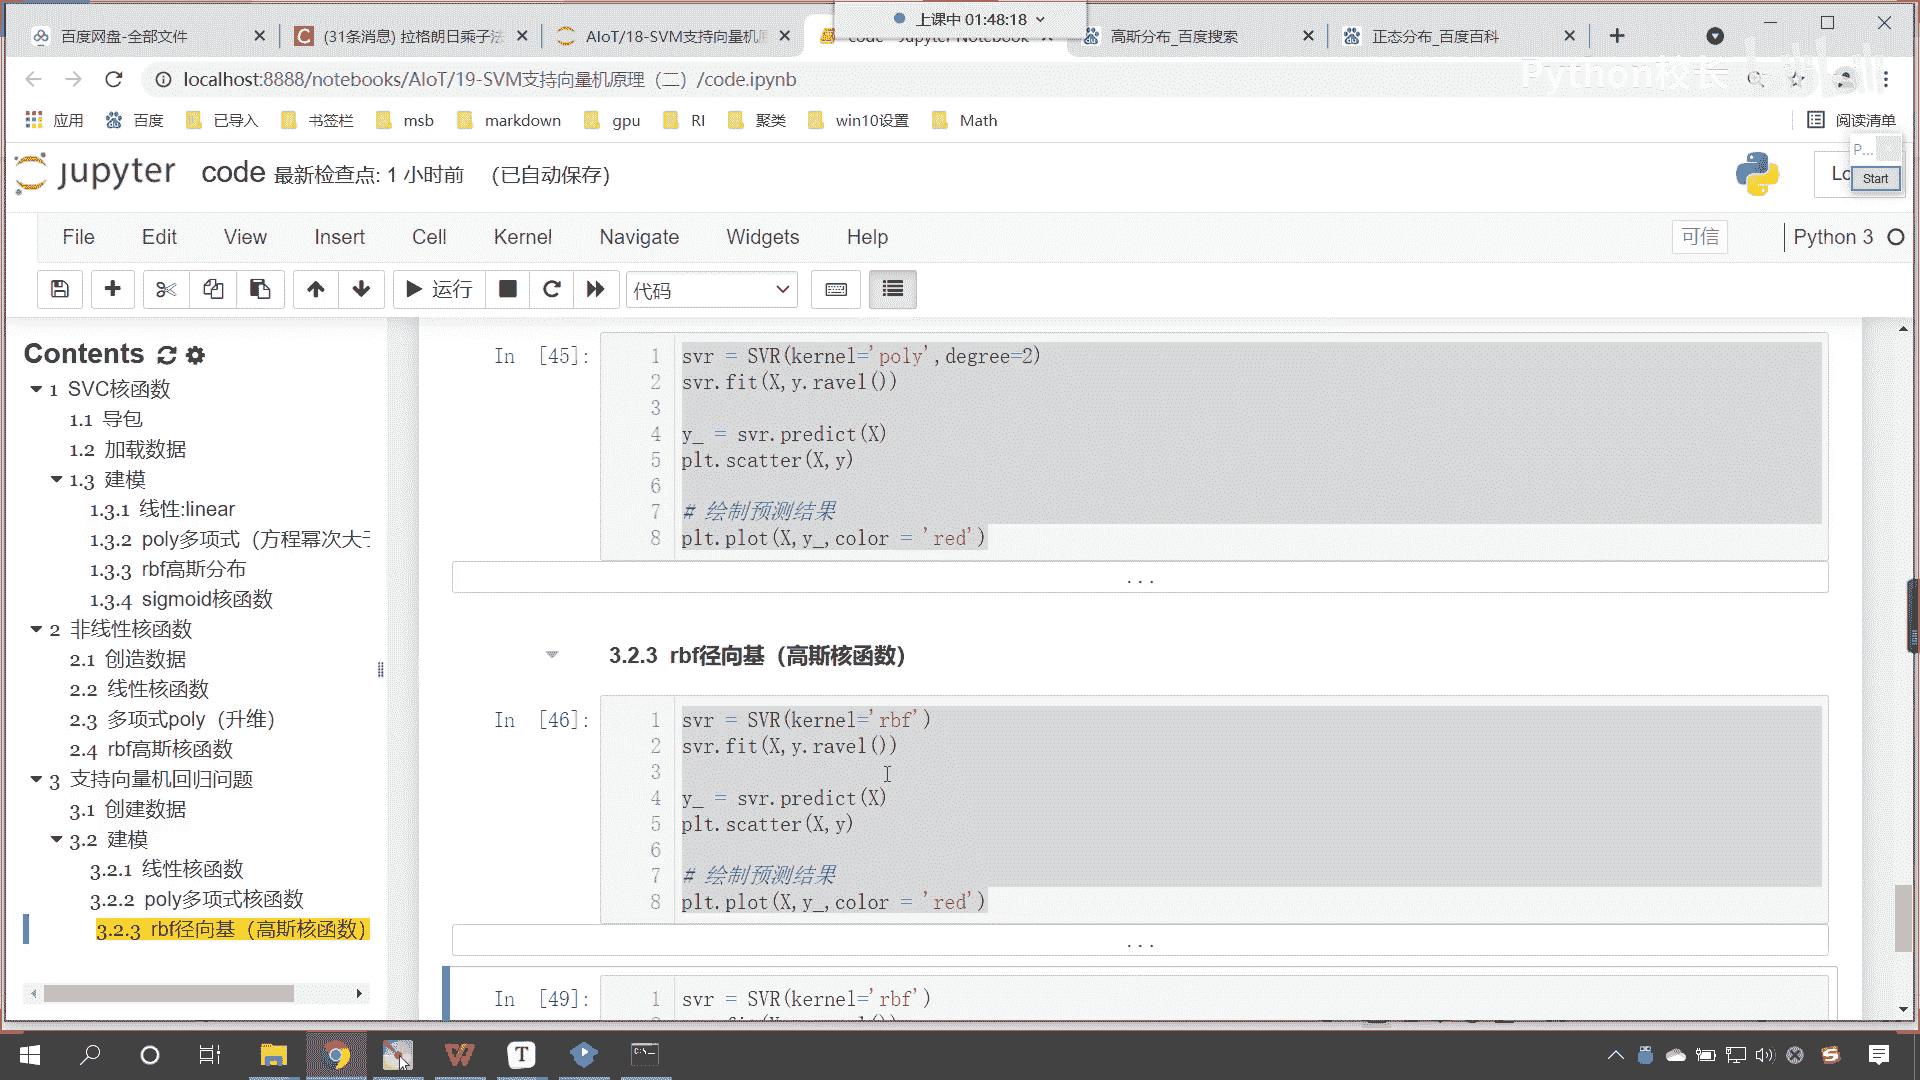 上课中 01:48:18
百度网盘-全部文件
(31条消息) 拉格朗日乘子法
AIoT/18-SVM支持向量机原
code - Jupyter Notebook
高斯分布_百度搜索
正态分布_百度百科
localhost:8888/notebooks/AIoT/19-SVM支持向量机原理（二）/code.ipynb
Python校长
应用
百度
已导入
书签栏
msb
markdown
gpu
RI
聚类
win10设置
Math
阅读清单
P...
Start
jupyter code 最新检查点: 1 小时前 (已自动保存)
Lo
File Edit View Insert Cell Kernel Navigate Widgets Help
可信
Python 3
运行
代码
Contents
1 SVC核函数
1.1 导包
1.2 加载数据
1.3 建模
1.3.1 线性:linear
1.3.2 poly多项式（方程幂次大于
1.3.3 rbf高斯分布
1.3.4 sigmoid核函数
2 非线性核函数
2.1 创造数据
2.2 线性核函数
2.3 多项式poly（升维）
2.4 rbf高斯核函数
3 支持向量机回归问题
3.1 创建数据
3.2 建模
3.2.1 线性核函数
3.2.2 poly多项式核函数
3.2.3 rbf径向基（高斯核函数）
In [45]:
1 svr = SVR(kernel='poly',degree=2)
2 svr.fit(X,y.ravel())
3
4 y_ = svr.predict(X)
5 plt.scatter(X,y)
6
7 # 绘制预测结果
8 plt.plot(X,y_,color = 'red')
...
3.2.3 rbf径向基（高斯核函数）
In [46]:
1 svr = SVR(kernel='rbf')
2 svr.fit(X,y.ravel())
3
4 y_ = svr.predict(X)
5 plt.scatter(X,y)
6
7 # 绘制预测结果
8 plt.plot(X,y_,color = 'red')
...
In [49]:
1 svr = SVR(kernel='rbf')